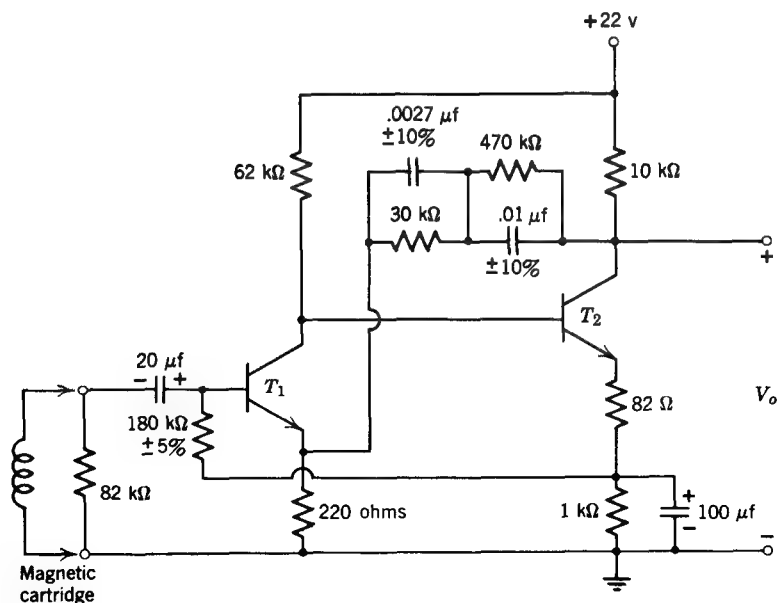 +22 v
.0027 μf
±10%
470 kΩ
62 kΩ
10 kΩ
30 kΩ
.01 μf
±10%
+
T₂
20 μf
− +
T₁
180 kΩ
±5%
82 Ω
Vₒ
82 kΩ
220 ohms
1 kΩ
+
−
100 μf
−
Magnetic
cartridge